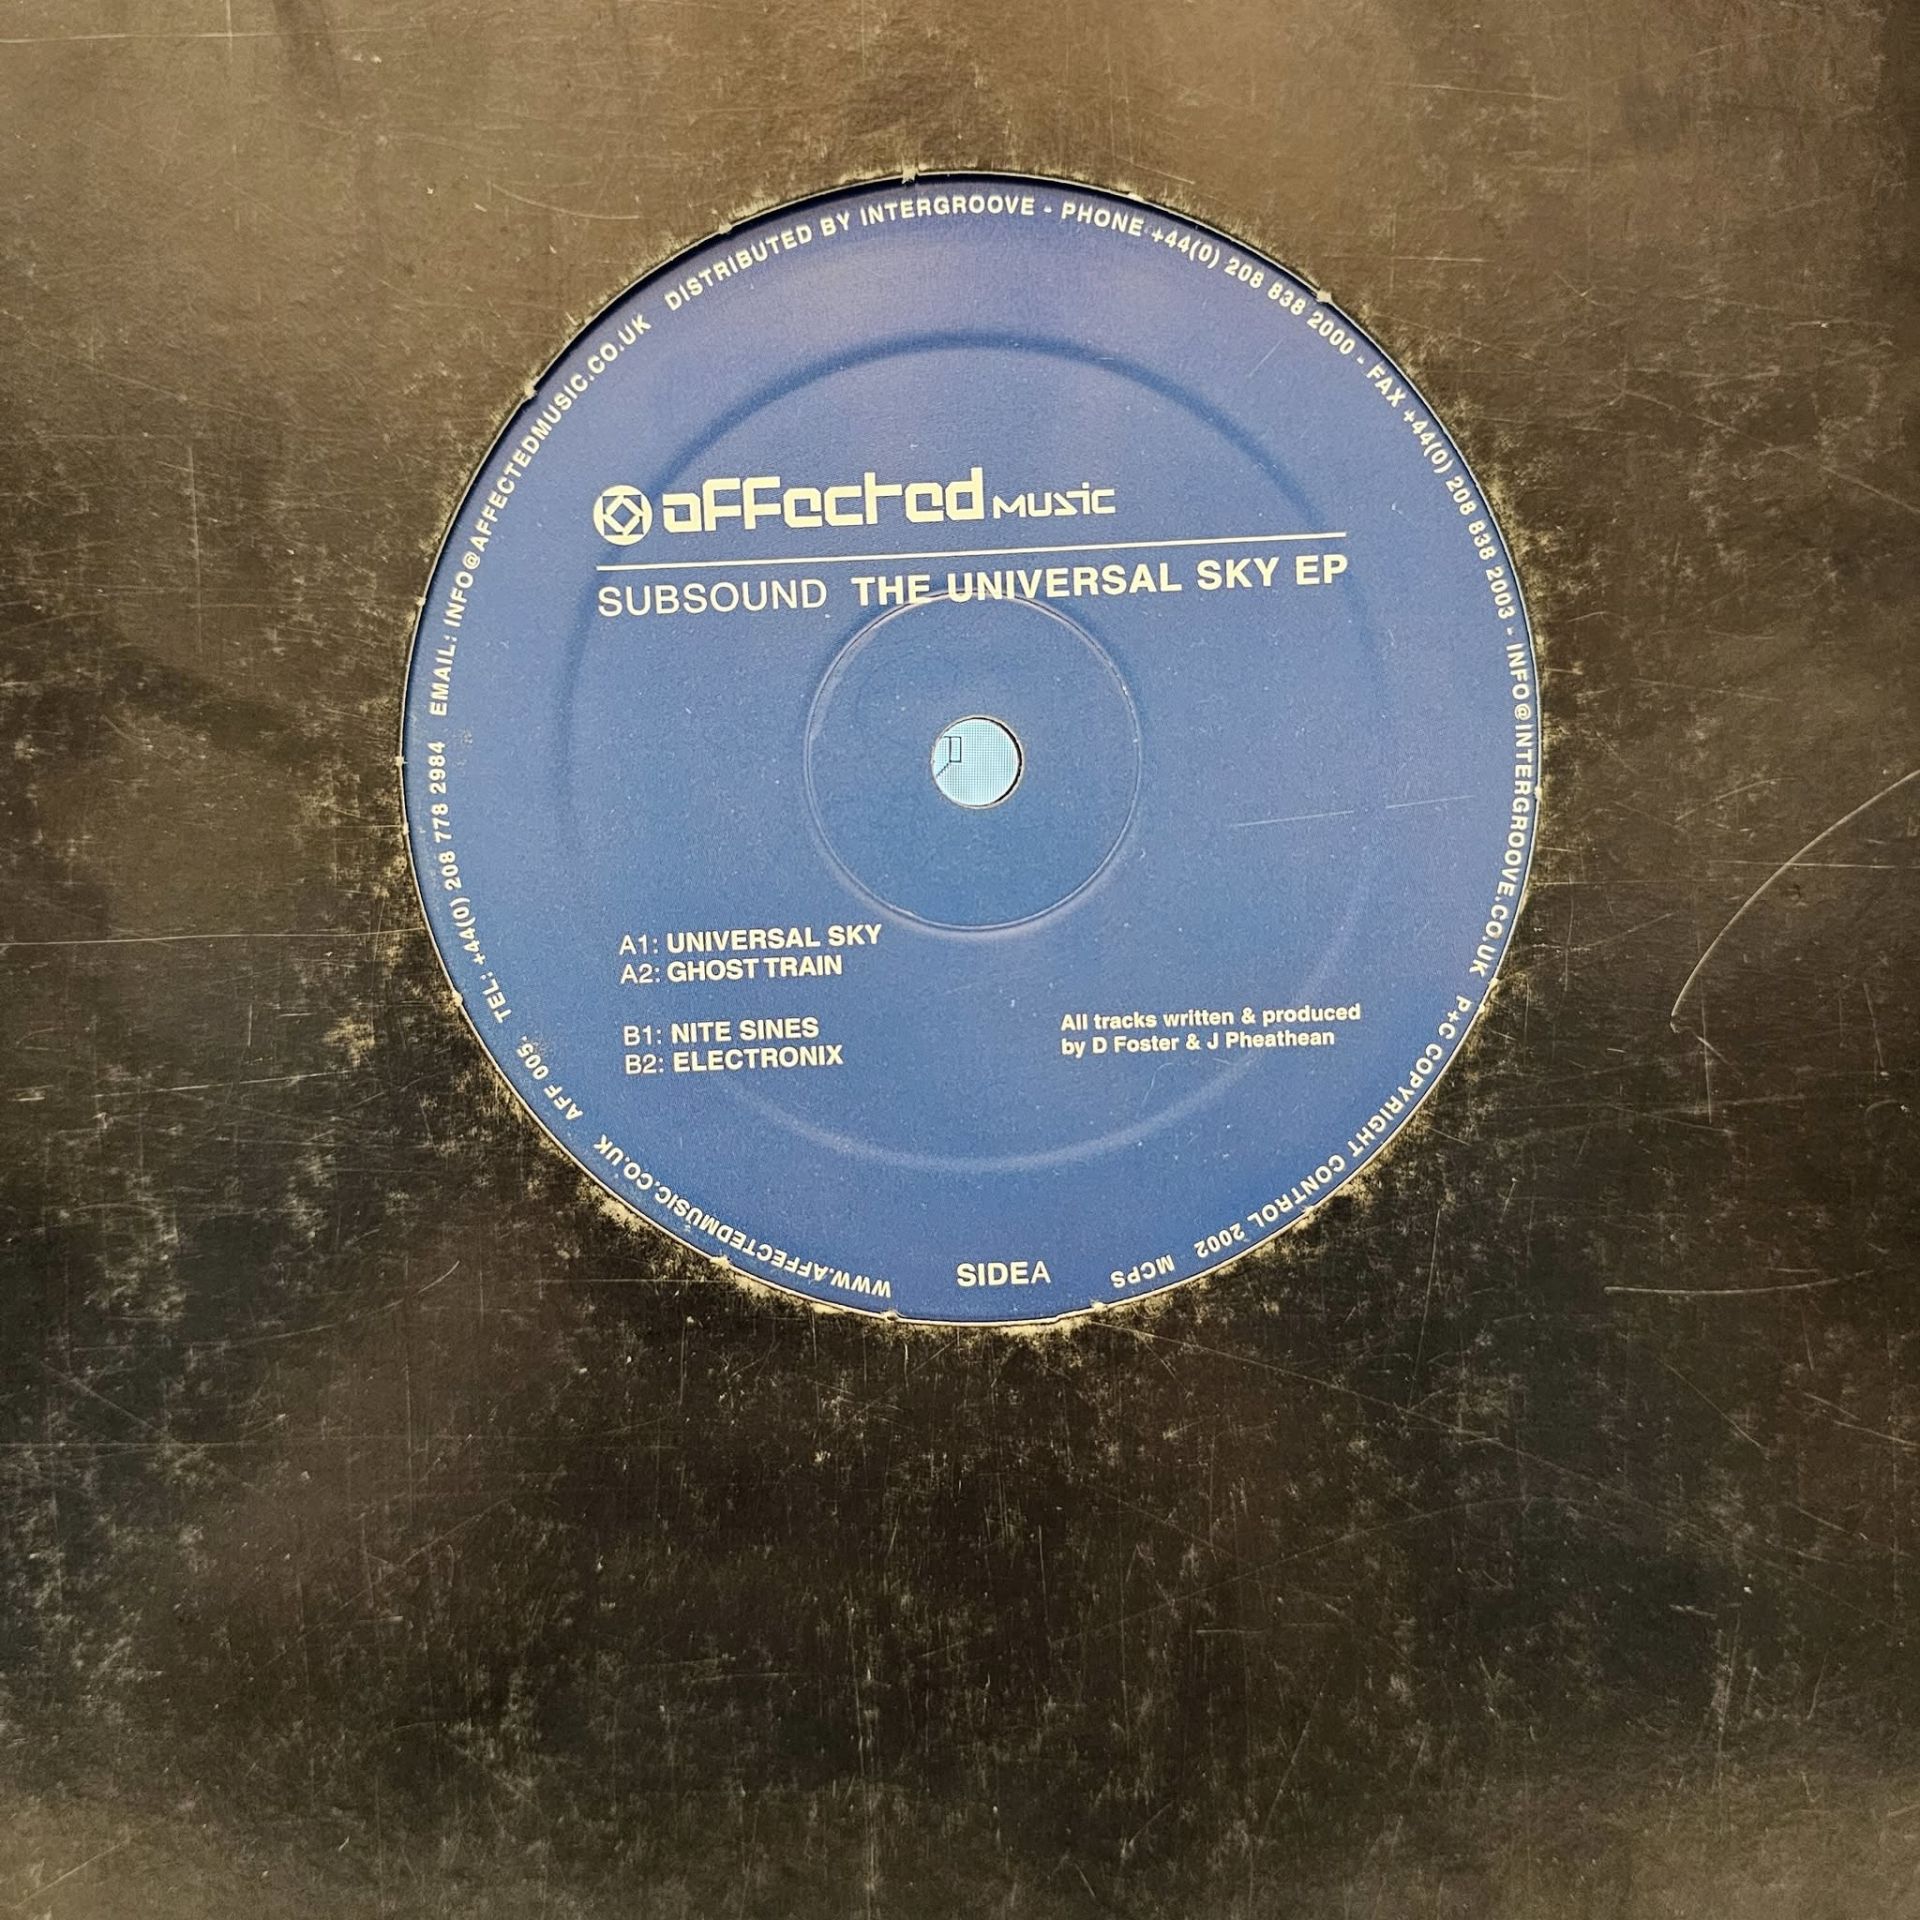 affected music
SUBSOUND THE UNIVERSAL SKY EP
A1: UNIVERSAL SKY
A2: GHOST TRAIN
B1: NITE SINES
B2: ELECTRONIX
All tracks written & produced
by D Foster & J Pheathean
SIDE A
WWW.AFFECTEDMUSIC.CO.UK AFF 005. TEL: +44(0) 208 778 2984 EMAIL: INFO@AFFECTEDMUSIC.CO.UK DISTRIBUTED BY INTERGROOVE - PHONE +44(0) 208 838 2000 - FAX +44(0) 208 838 2003 - INFO@INTERGROOVE.CO.UK P+C COPYRIGHT CONTROL 2002 MCPS